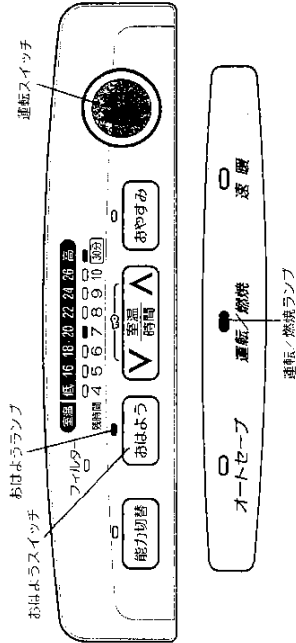 運転スイッチ
おはようランプ
おはようスイッチ
フィルター
室温 低 16 18 20 22 24 26 高
残時間 4 5 6 7 8 9 10 30分
能力切替
おはよう
室温
時間
おやすみ
オートセーブ
運転/燃焼
速暖
運転/燃焼ランプ